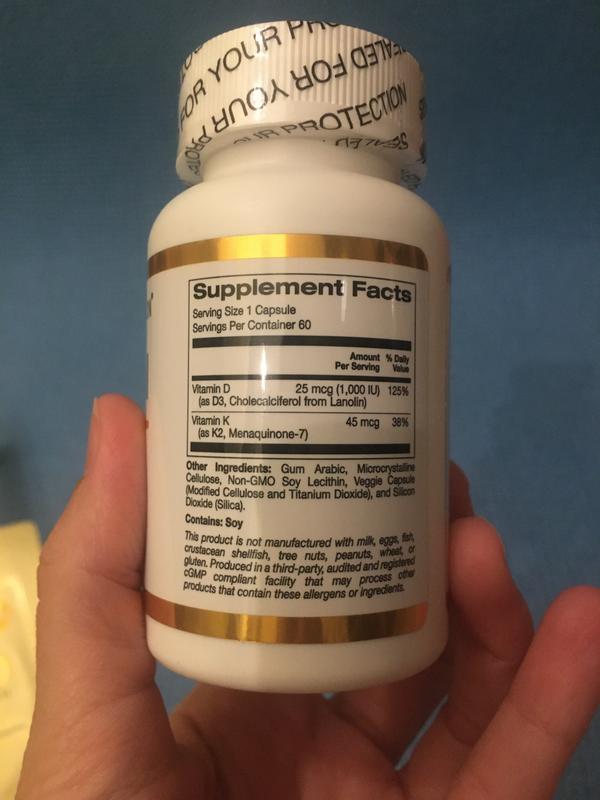 FOR YOUR PRO
SEALED FOR YOUR PROTE
OUR PROTECTION
Supplement Facts
Serving Size 1 Capsule
Servings Per Container 60
Amount % Daily
Per Serving Value
Vitamin D 25 mcg (1,000 IU) 125%
(as D3, Cholecalciferol from Lanolin)
Vitamin K 45 mcg 38%
(as K2, Menaquinone-7)
Other Ingredients: Gum Arabic, Microcrystalline
Cellulose, Non-GMO Soy Lecithin, Veggie Capsule
(Modified Cellulose and Titanium Dioxide), and Silicon
Dioxide (Silica).
Contains: Soy
This product is not manufactured with milk, eggs, fish,
crustacean shellfish, tree nuts, peanuts, wheat, or
gluten. Produced in a third-party, audited and registered
cGMP compliant facility that may process other
products that contain these allergens or ingredients.